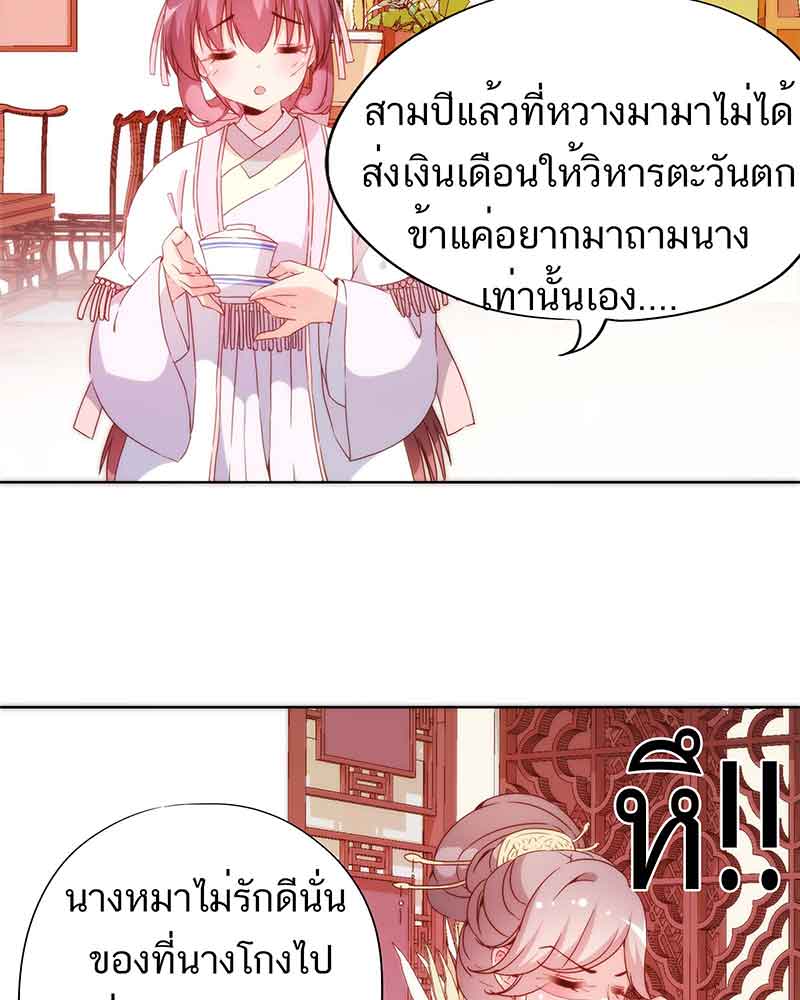 สามปีแล้วที่หวางมามาไม่ได้
ส่งเงินเดือนให้วิหารตะวันตก
ข้าแค่อยากมาถามนาง
เท่านั้นเอง....
หึ!!
นางหมาไม่รักดีนั่น
ของที่นางโกงไป